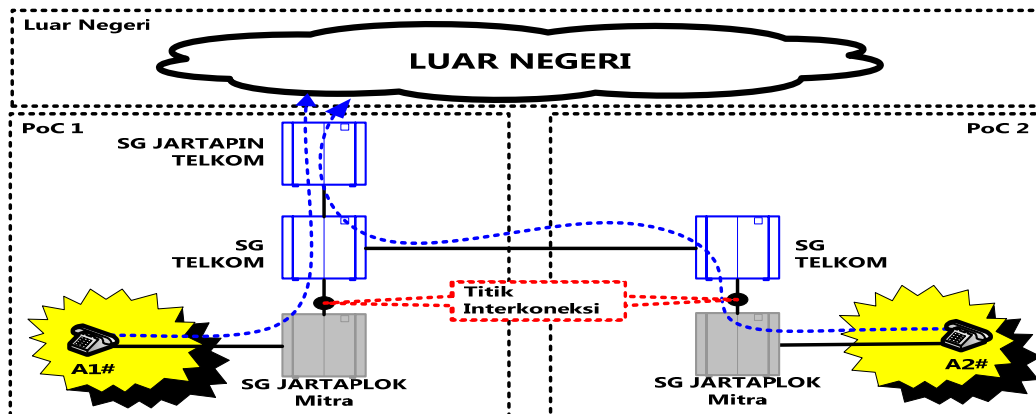 Luar Negeri
LUAR NEGERI
PoC 1
PoC 2
SG JARTAPIN
TELKOM
SG
TELKOM
SG
TELKOM
Titik
Interkoneksi
A1#
A2#
SG JARTAPLOK
Mitra
SG JARTAPLOK
Mitra